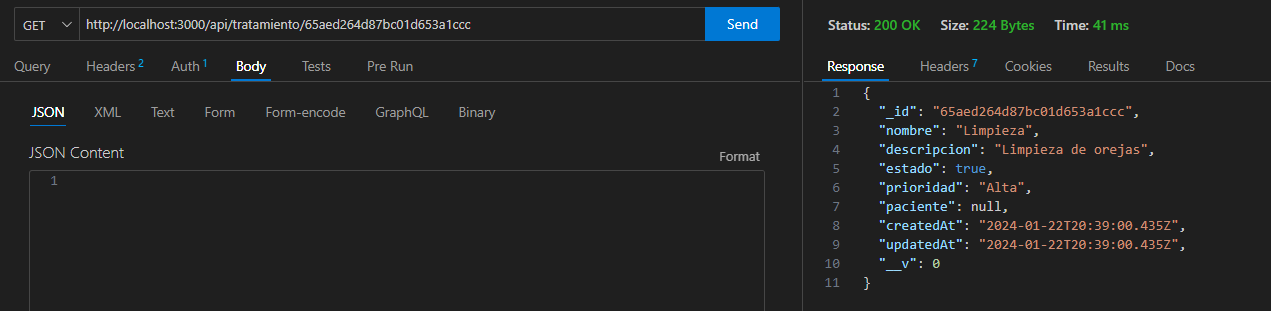 GET http://localhost:3000/api/tratamiento/65aed264d87bc01d653a1ccc Send
Query Headers 2 Auth 1 Body Tests Pre Run
JSON XML Text Form Form-encode GraphQL Binary
JSON Content
Format
1
Status: 200 OK Size: 224 Bytes Time: 41 ms
Response Headers 7 Cookies Results Docs
1 {
2 "_id": "65aed264d87bc01d653a1ccc",
3 "nombre": "Limpieza",
4 "descripcion": "Limpieza de orejas",
5 "estado": true,
6 "prioridad": "Alta",
7 "paciente": null,
8 "createdAt": "2024-01-22T20:39:00.435Z",
9 "updatedAt": "2024-01-22T20:39:00.435Z",
10 "__v": 0
11 }